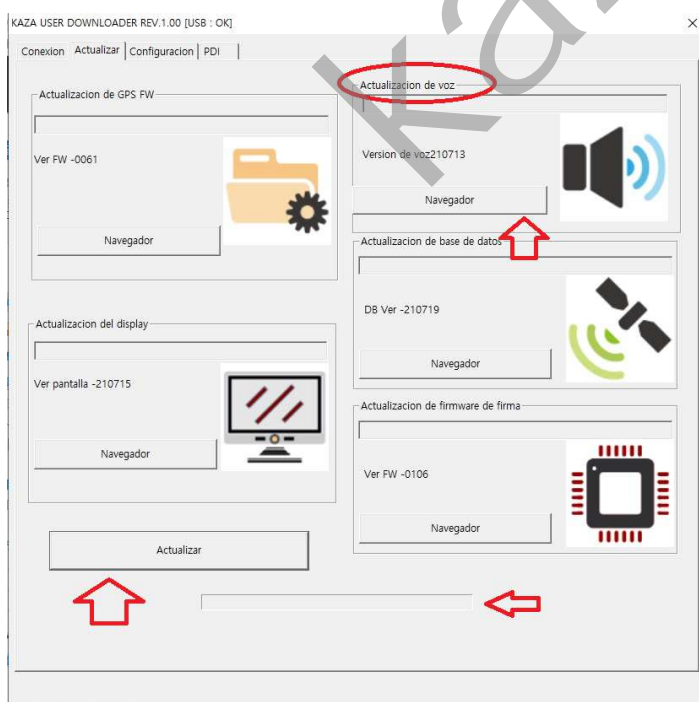 KAZA USER DOWNLOADER REV.1.00 [USB : OK]
Conexion Actualizar Configuracion PDI
Actualizacion de GPS FW
Ver FW -0061
Navegador
Actualizacion del display
Ver pantalla -210715
Navegador
Actualizar
Actualizacion de voz
Version de voz210713
Navegador
Actualizacion de base de datos
DB Ver -210719
Navegador
Actualizacion de firmware de firma
Ver FW -0106
Navegador